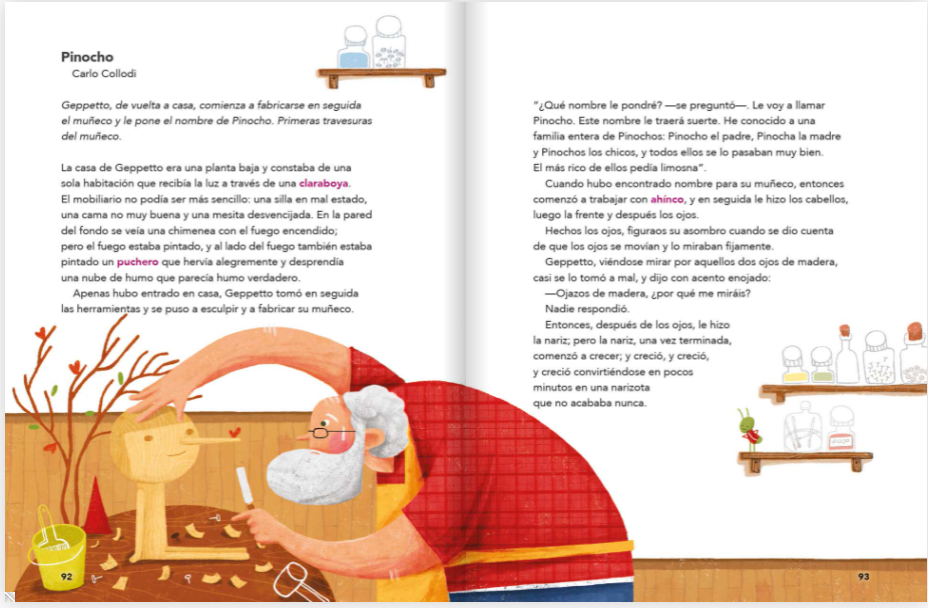 Pinocho
Carlo Collodi
Geppetto, de vuelta a casa, comienza a fabricarse en seguida
el muñeco y le pone el nombre de Pinocho. Primeras travesuras
del muñeco.
La casa de Geppetto era una planta baja y constaba de una
sola habitación que recibía la luz a través de una claraboya.
El mobiliario no podía ser más sencillo: una silla en mal estado,
una cama no muy buena y una mesita desvencijada. En la pared
del fondo se veía una chimenea con el fuego encendido;
pero el fuego estaba pintado, y al lado del fuego también estaba
pintado un puchero que hervía alegremente y desprendía
una nube de humo que parecía humo verdadero.
Apenas hubo entrado en casa, Geppetto tomó en seguida
las herramientas y se puso a esculpir y a fabricar su muñeco.
92
“¿Qué nombre le pondré? —se preguntó—. Le voy a llamar
Pinocho. Este nombre le traerá suerte. He conocido a una
familia entera de Pinochos: Pinocho el padre, Pinocha la madre
y Pinochos los chicos, y todos ellos se lo pasaban muy bien.
El más rico de ellos pedía limosna”.
Cuando hubo encontrado nombre para su muñeco, entonces
comenzó a trabajar con ahínco, y en seguida le hizo los cabellos,
luego la frente y después los ojos.
Hechos los ojos, figuraos su asombro cuando se dio cuenta
de que los ojos se movían y lo miraban fijamente.
Geppetto, viéndose mirar por aquellos dos ojos de madera,
casi se lo tomó a mal, y dijo con acento enojado:
—Ojazos de madera, ¿por qué me miráis?
Nadie respondió.
Entonces, después de los ojos, le hizo
la nariz; pero la nariz, una vez terminada,
comenzó a crecer; y creció, y creció,
y creció convirtiéndose en pocos
minutos en una narizota
que no acababa nunca.
93